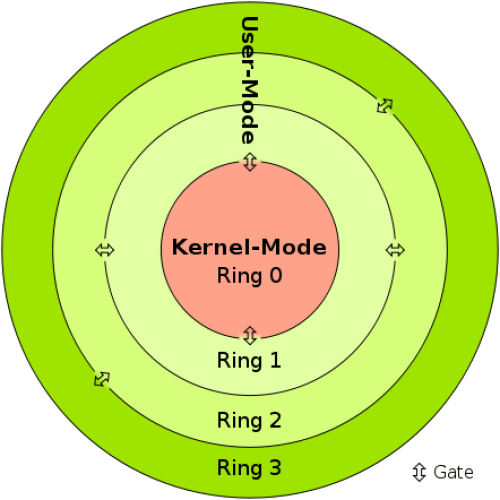 User-Mode
Kernel-Mode
Ring 0
Ring 1
Ring 2
Ring 3
Gate